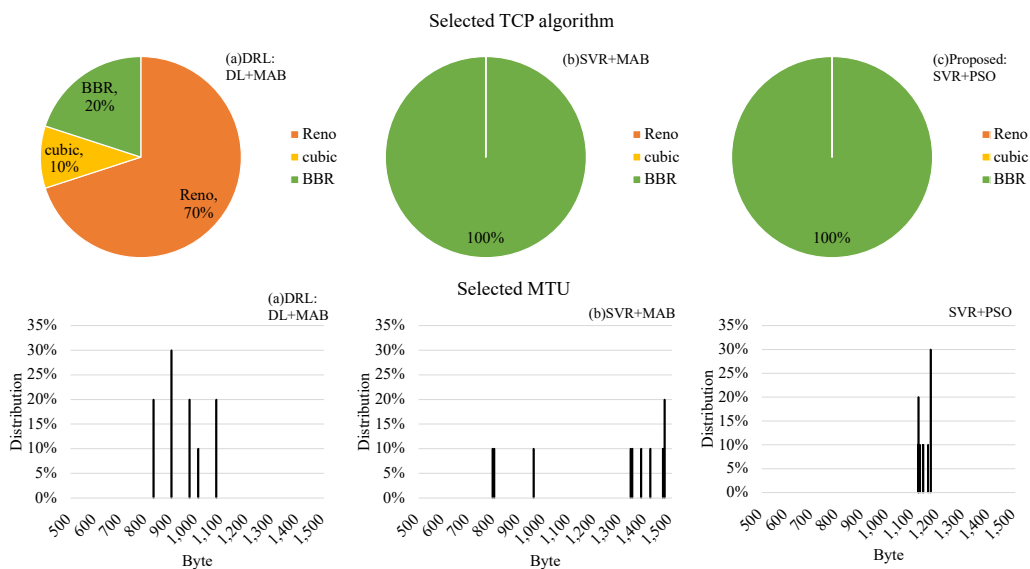 Selected TCP algorithm
(a)DRL:
DL+MAB
BBR,
20%
cubic,
10%
Reno,
70%
Reno
cubic
BBR
(b)SVR+MAB
100%
Reno
cubic
BBR
(c)Proposed:
SVR+PSO
100%
Reno
cubic
BBR
Selected MTU
(a)DRL:
DL+MAB
35%
30%
25%
20%
15%
10%
5%
0%
Distribution
500 600 700 800 900 1,000 1,100 1,200 1,300 1,400 1,500
Byte
(b)SVR+MAB
35%
30%
25%
20%
15%
10%
5%
0%
Distribution
500 600 700 800 900 1,000 1,100 1,200 1,300 1,400 1,500
Byte
SVR+PSO
35%
30%
25%
20%
15%
10%
5%
0%
Distribution
500 600 700 800 900 1,000 1,100 1,200 1,300 1,400 1,500
Byte